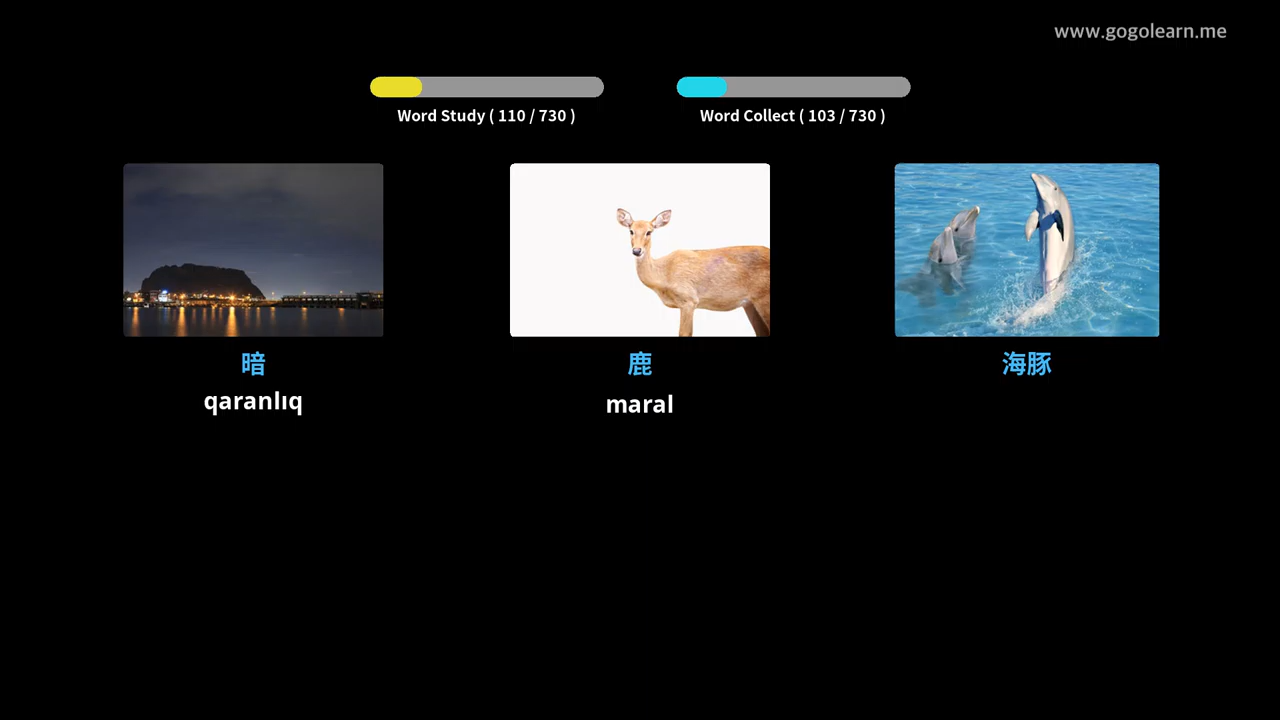 www.gogolearn.me
Word Study ( 110 / 730 )
Word Collect ( 103 / 730 )
暗
鹿
海豚
qaranlıq
maral